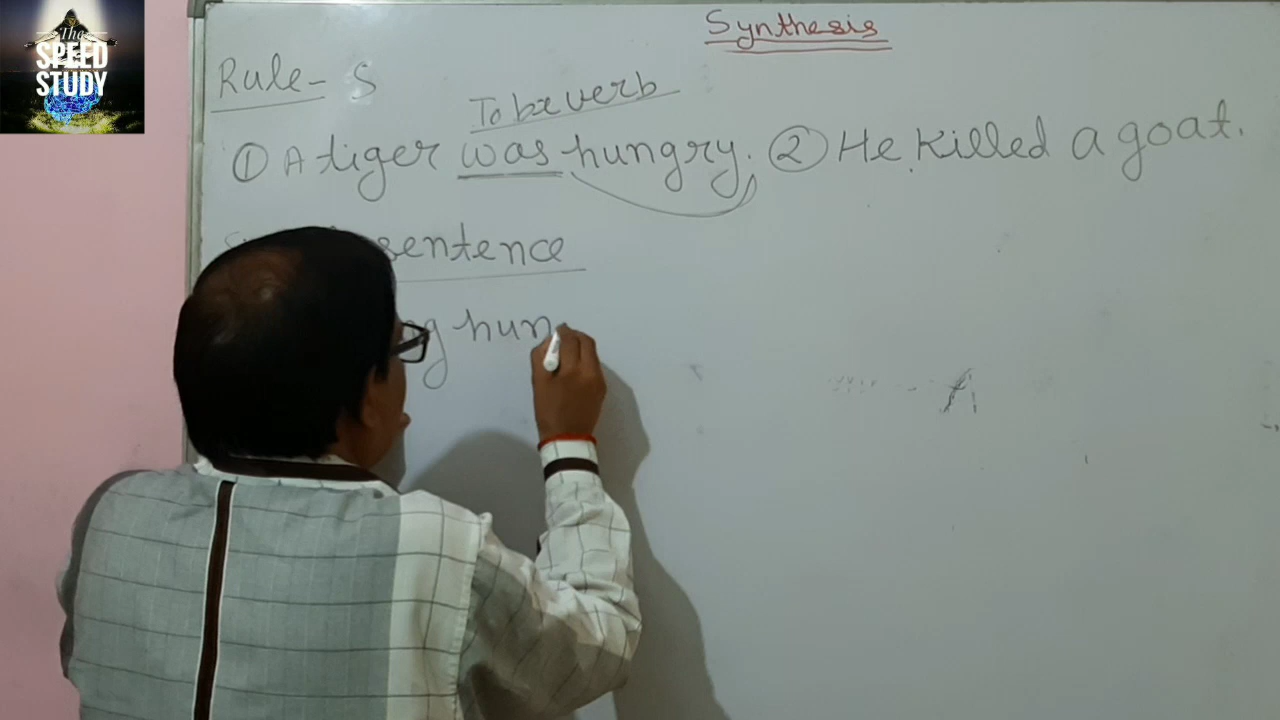 The
SPEED
STUDY
Synthesis
Rule- 5
To be verb
① A tiger was hungry. ② He killed a goat.
sentence
hun